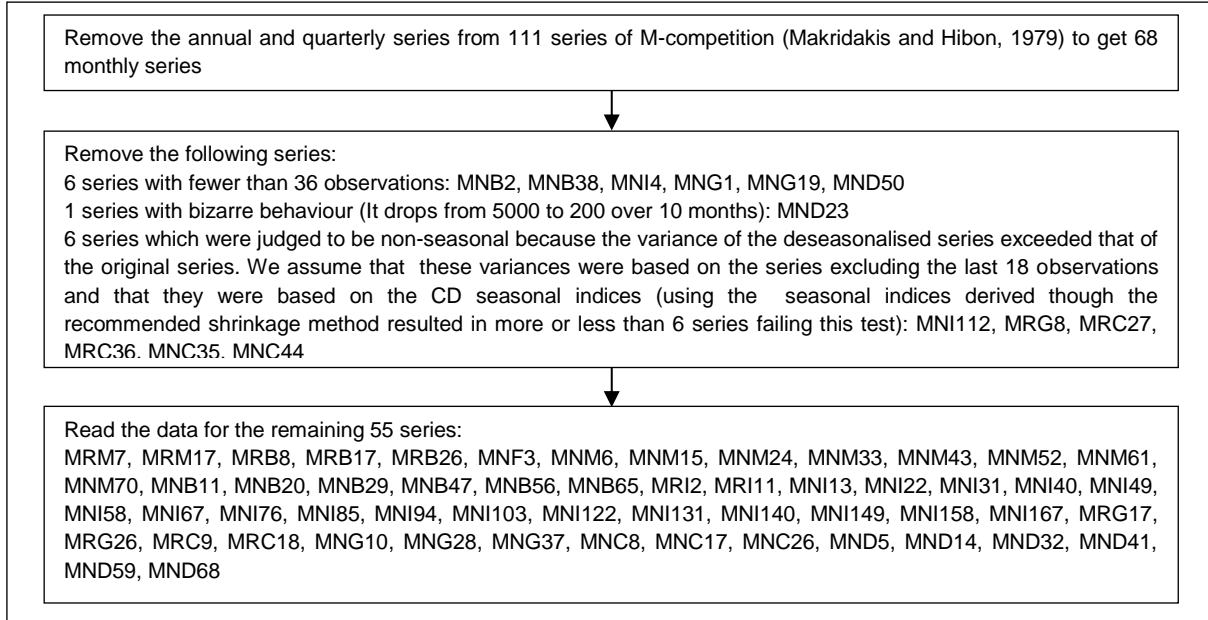 Remove the annual and quarterly series from 111 series of M-competition (Makridakis and Hibon, 1979) to get 68
monthly series
Remove the following series:
6 series with fewer than 36 observations: MNB2, MNB38, MNI4, MNG1, MNG19, MND50
1 series with bizarre behaviour (It drops from 5000 to 200 over 10 months): MND23
6 series which were judged to be non-seasonal because the variance of the deseasonalised series exceeded that of
the original series. We assume that these variances were based on the series excluding the last 18 observations
and that they were based on the CD seasonal indices (using the seasonal indices derived though the
recommended shrinkage method resulted in more or less than 6 series failing this test): MNI112, MRG8, MRC27,
MRC36, MNC35, MNC44
Read the data for the remaining 55 series:
MRM7, MRM17, MRB8, MRB17, MRB26, MNF3, MNM6, MNM15, MNM24, MNM33, MNM43, MNM52, MNM61,
MNM70, MNB11, MNB20, MNB29, MNB47, MNB56, MNB65, MRI2, MRI11, MNI13, MNI22, MNI31, MNI40, MNI49,
MNI58, MNI67, MNI76, MNI85, MNI94, MNI103, MNI122, MNI131, MNI140, MNI149, MNI158, MNI167, MRG17,
MRG26, MRC9, MRC18, MNG10, MNG28, MNG37, MNC8, MNC17, MNC26, MND5, MND14, MND32, MND41,
MND59, MND68